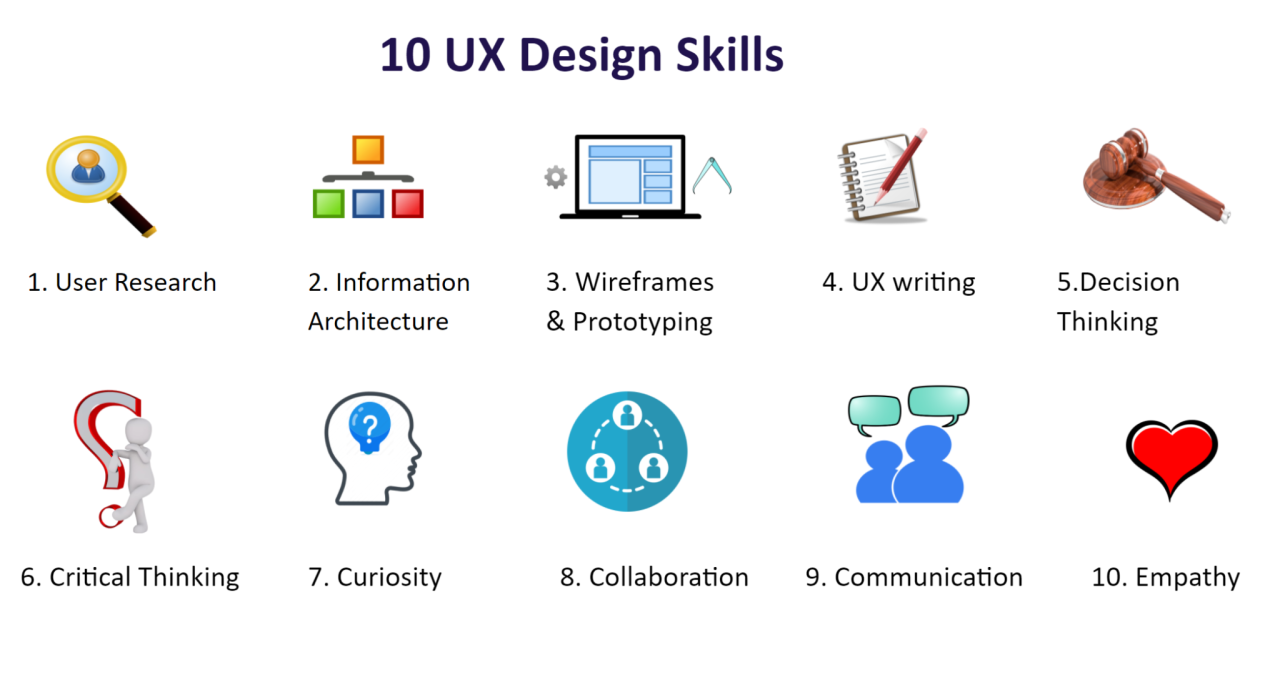 10 UX Design Skills
1. User Research
2. Information
Architecture
3. Wireframes
& Prototyping
4. UX writing
5.Decision
Thinking
6. Critical Thinking
7. Curiosity
8. Collaboration
9. Communication
10. Empathy